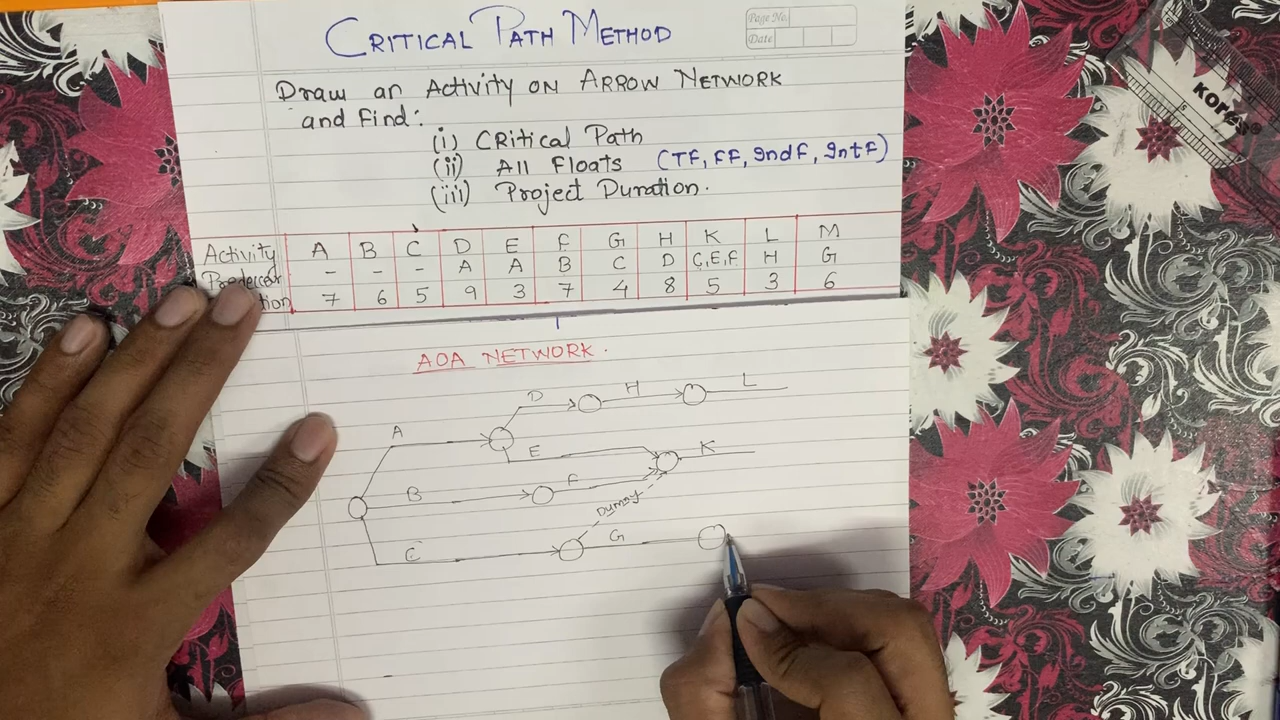 CRITICAL PATH METHOD
Page No.
Date
Draw an Activity on ARROW NETWORK
and Find:
(i) CRitical Path
(ii) All Floats (TF, FF, IndF, IntF)
(iii) Project Duration.
Activity A B C D E F G H K L M
Predeccor - - - A A B C D C,E,F H G
tion 7 6 5 9 3 7 4 8 5 3 6
AOA NETWORK.
D H L
A
E K
B F
Dummy
C G
Kores